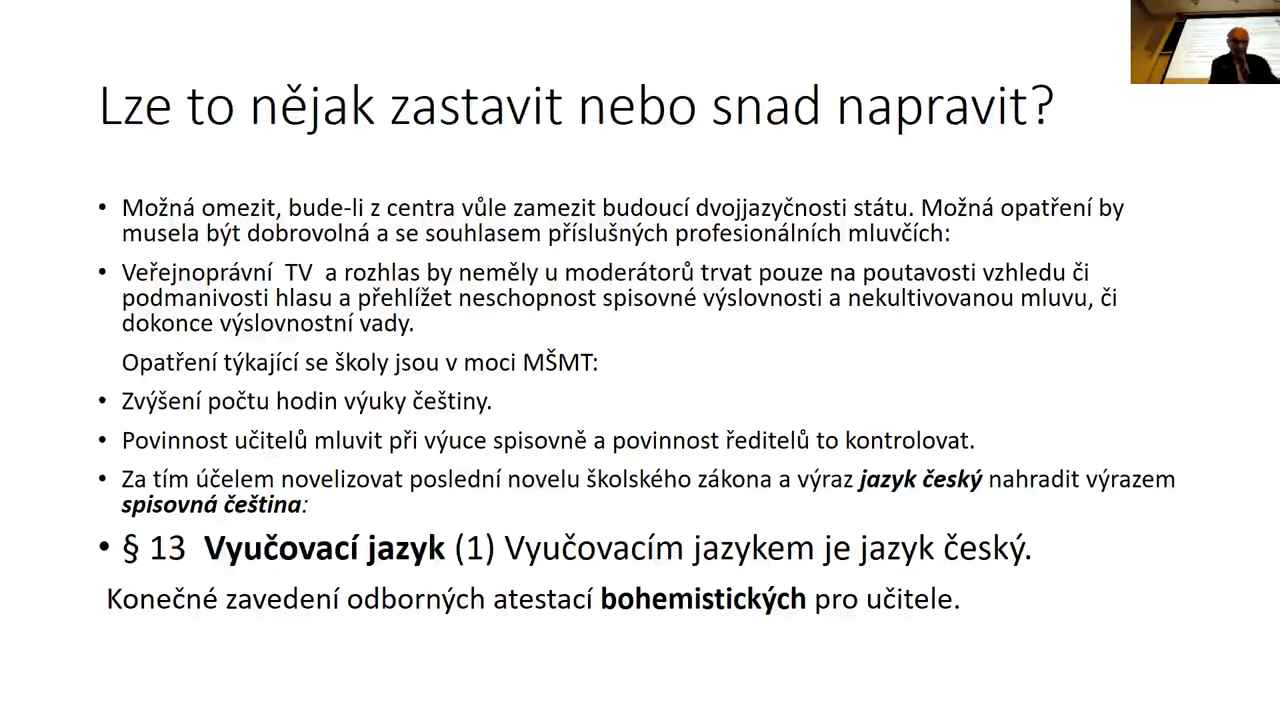 Lze to nějak zastavit nebo snad napravit?
• Možná omezit, bude-li z centra vůle zamezit budoucí dvojjazyčnosti státu. Možná opatření by
musela být dobrovolná a se souhlasem příslušných profesionálních mluvčích:
• Veřejnoprávní TV a rozhlas by neměly u moderátorů trvat pouze na poutavosti vzhledu či
podmanivosti hlasu a přehlížet neschopnost spisovné výslovnosti a nekultivovanou mluvu, či
dokonce výslovnostní vady.
Opatření týkající se školy jsou v moci MŠMT:
• Zvýšení počtu hodin výuky češtiny.
• Povinnost učitelů mluvit při výuce spisovně a povinnost ředitelů to kontrolovat.
• Za tím účelem novelizovat poslední novelu školského zákona a výraz jazyk český nahradit výrazem
spisovná čeština:
• § 13 Vyučovací jazyk (1) Vyučovacím jazykem je jazyk český.
Konečné zavedení odborných atestací bohemistických pro učitele.